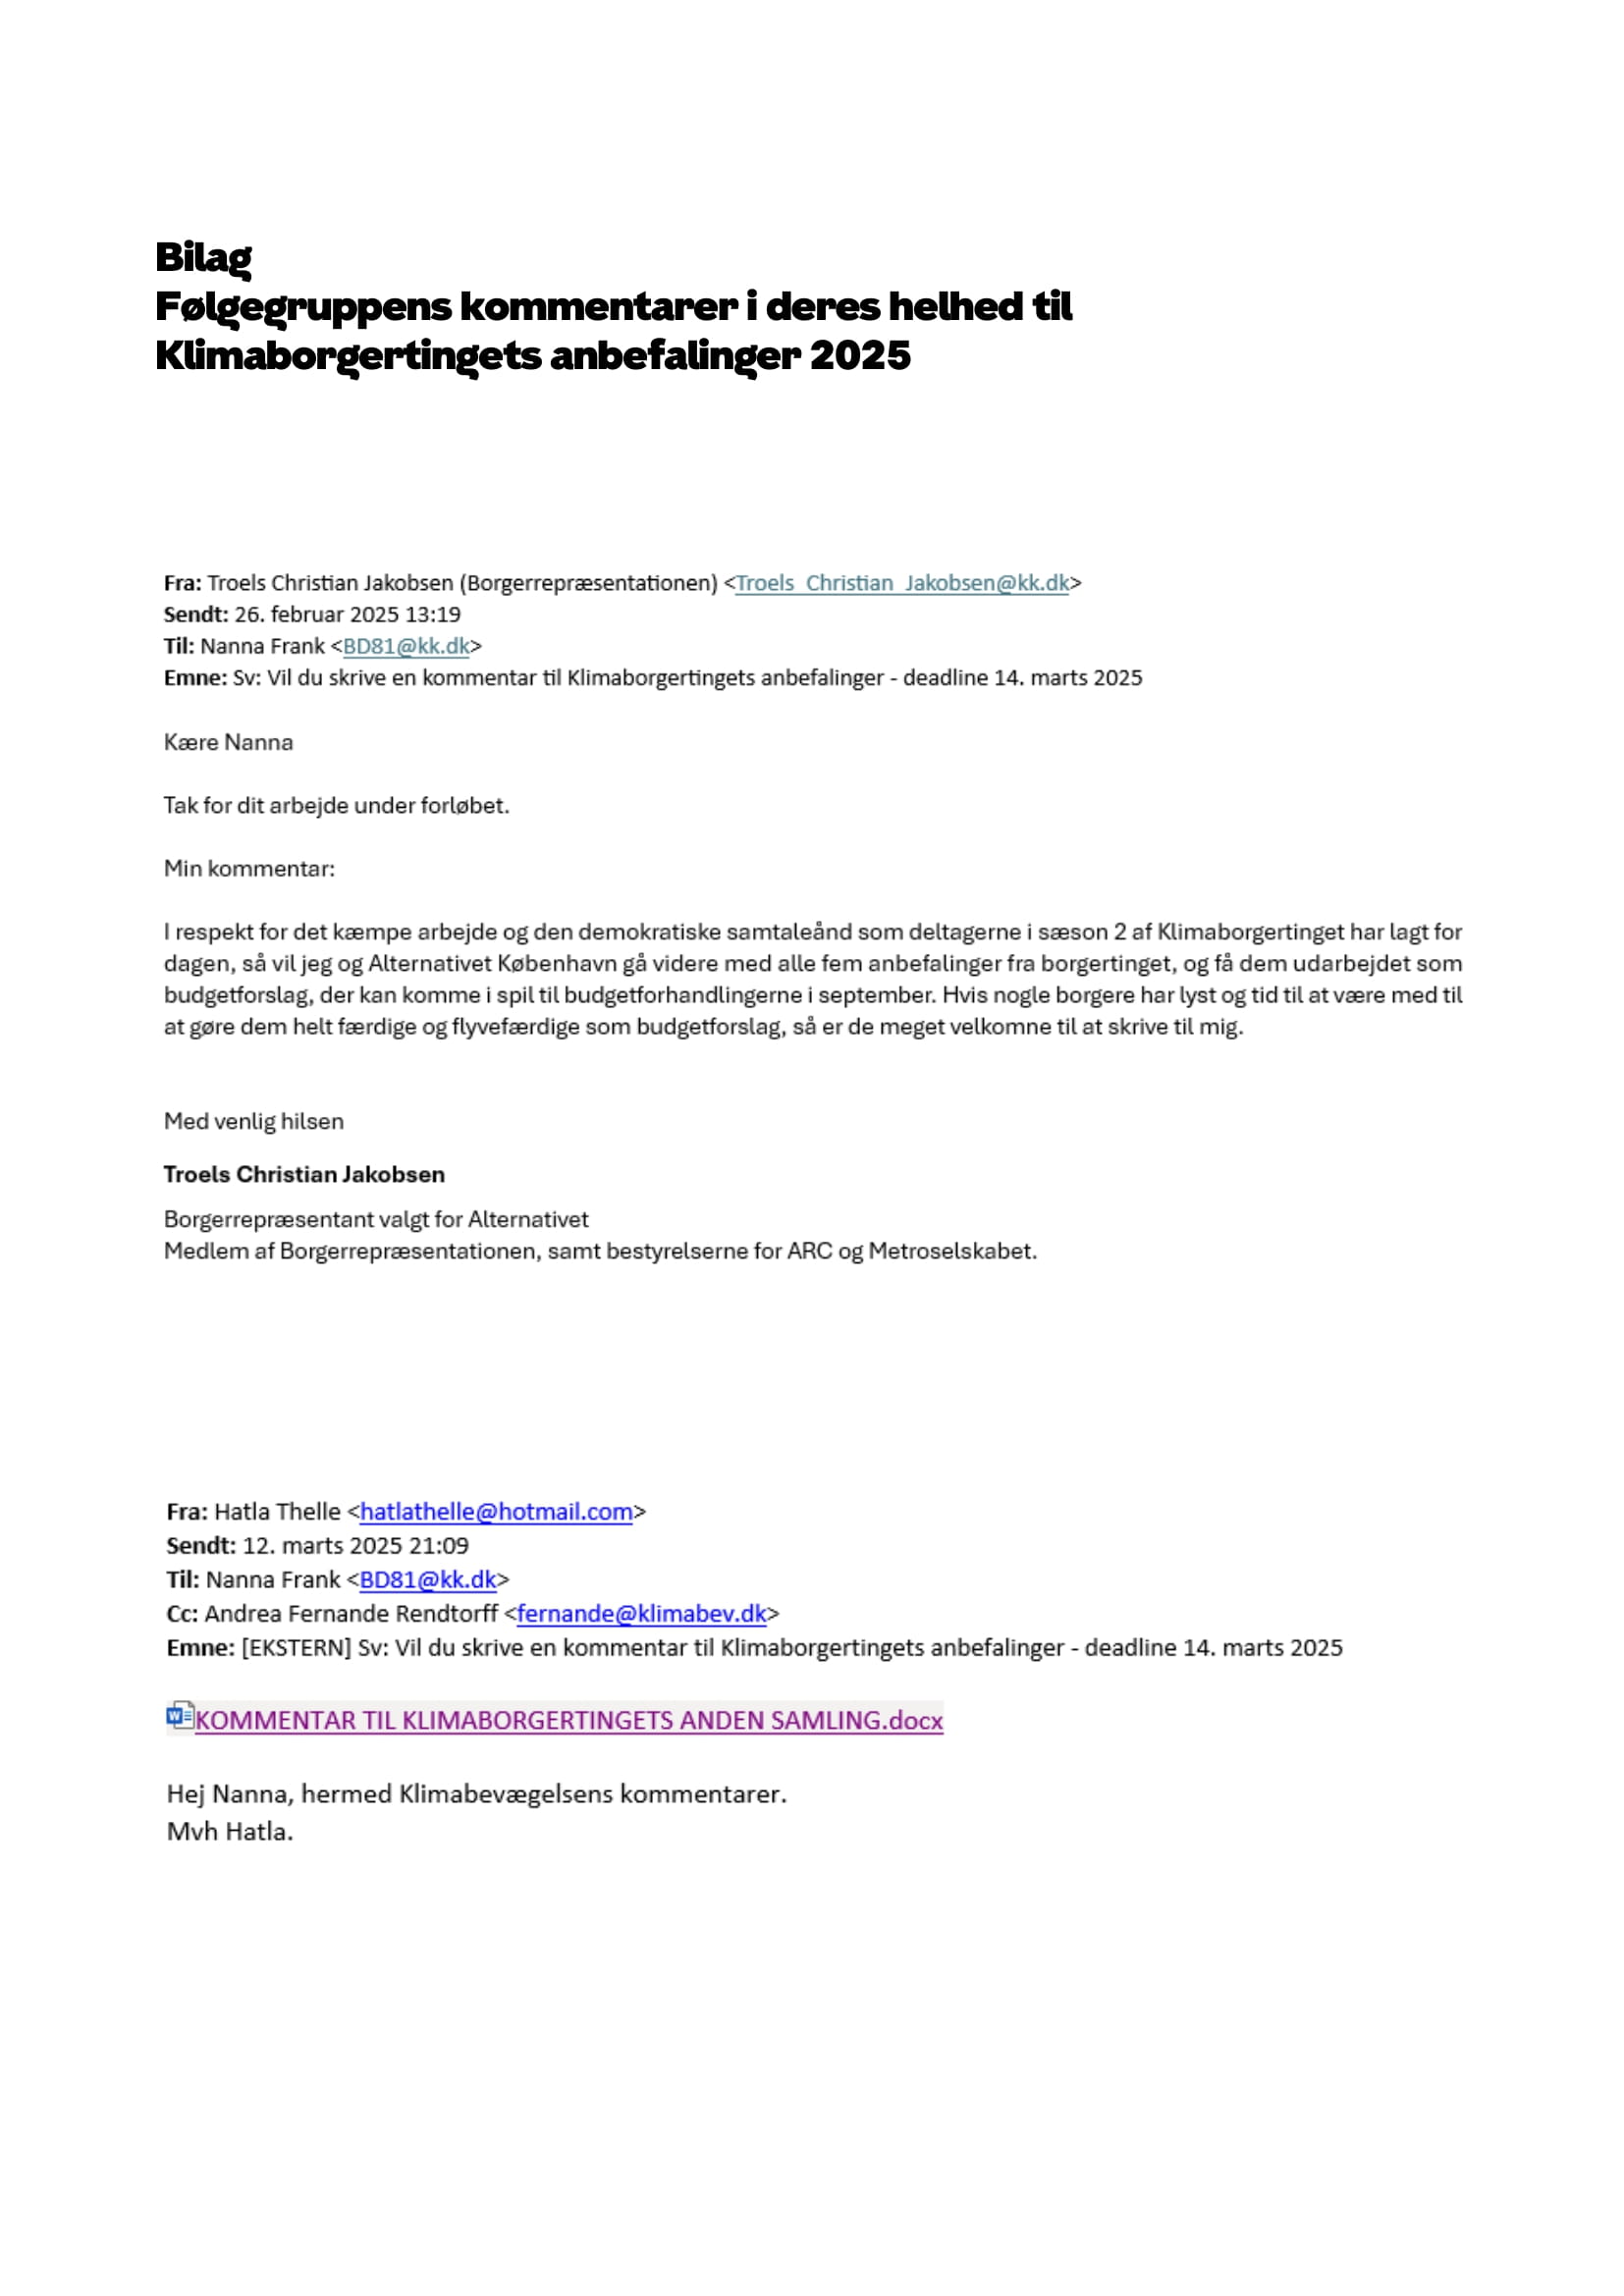 Bilag
Følgegruppens kommentarer i deres helhed til
Klimaborgertingets anbefalinger 2025
Fra: Troels Christian Jakobsen (Borgerrepræsentationen) <Troels_Christian_Jakobsen@kk.dk>
Sendt: 26. februar 2025 13:19
Til: Nanna Frank <BD81@kk.dk>
Emne: Sv: Vil du skrive en kommentar til Klimaborgertingets anbefalinger - deadline 14. marts 2025
Kære Nanna
Tak for dit arbejde under forløbet.
Min kommentar:
I respekt for det kæmpe arbejde og den demokratiske samtaleånd som deltagerne i sæson 2 af Klimaborgertinget har lagt for
dagen, så vil jeg og Alternativet København gå videre med alle fem anbefalinger fra borgertinget, og få dem udarbejdet som
budgetforslag, der kan komme i spil til budgetforhandlingerne i september. Hvis nogle borgere har lyst og tid til at være med til
at gøre dem helt færdige og flyvefærdige som budgetforslag, så er de meget velkomne til at skrive til mig.
Med venlig hilsen
Troels Christian Jakobsen
Borgerrepræsentant valgt for Alternativet
Medlem af Borgerrepræsentationen, samt bestyrelserne for ARC og Metroselskabet.
Fra: Hatla Thelle <hatlathelle@hotmail.com>
Sendt: 12. marts 2025 21:09
Til: Nanna Frank <BD81@kk.dk>
Cc: Andrea Fernande Rendtorff <fernande@klimabev.dk>
Emne: [EKSTERN] Sv: Vil du skrive en kommentar til Klimaborgertingets anbefalinger - deadline 14. marts 2025
KOMMENTAR TIL KLIMABORGERTINGETS ANDEN SAMLING.docx
Hej Nanna, hermed Klimabevægelsens kommentarer.
Mvh Hatla.